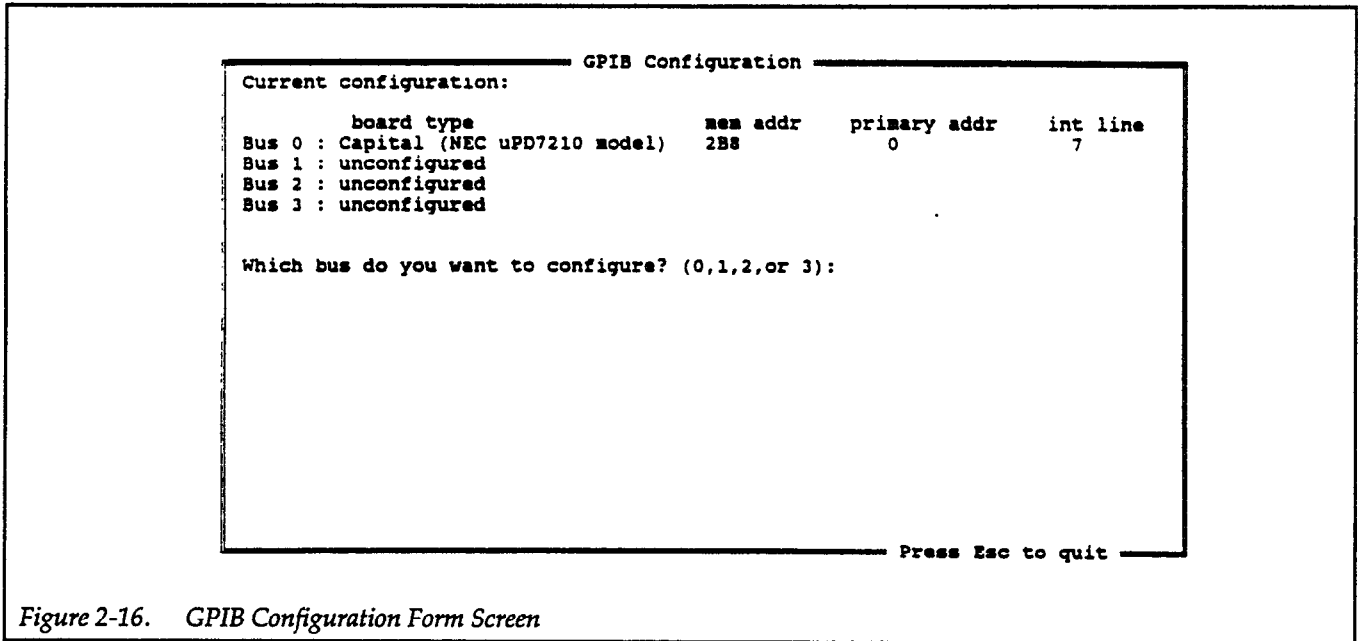 GPIB Configuration
Current configuration:
board type mem addr primary addr int line
Bus 0 : Capital (NEC uPD7210 model) 2B8 0 7
Bus 1 : unconfigured
Bus 2 : unconfigured
Bus 3 : unconfigured
Which bus do you want to configure? (0,1,2,or 3):
Press Esc to quit
Figure 2-16. GPIB Configuration Form Screen